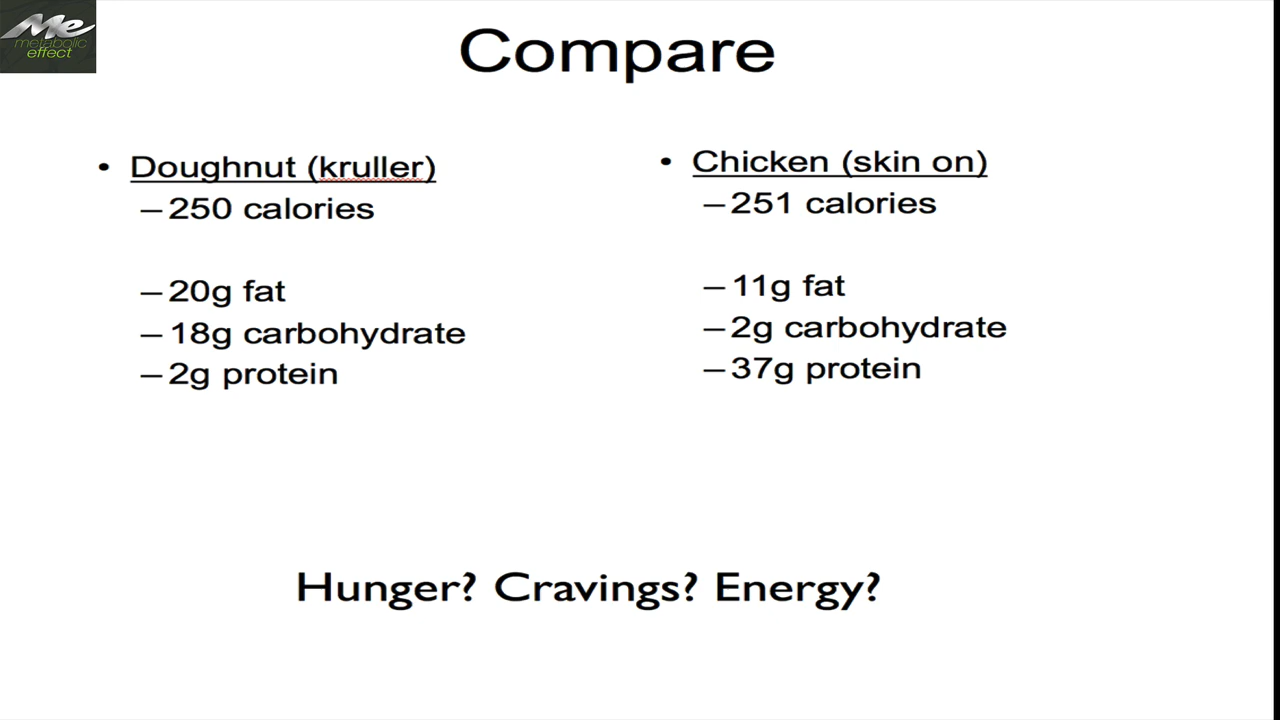 Me
metabolic
effect
Compare
• Doughnut (kruller)
– 250 calories
– 20g fat
– 18g carbohydrate
– 2g protein
• Chicken (skin on)
– 251 calories
– 11g fat
– 2g carbohydrate
– 37g protein
Hunger? Cravings? Energy?